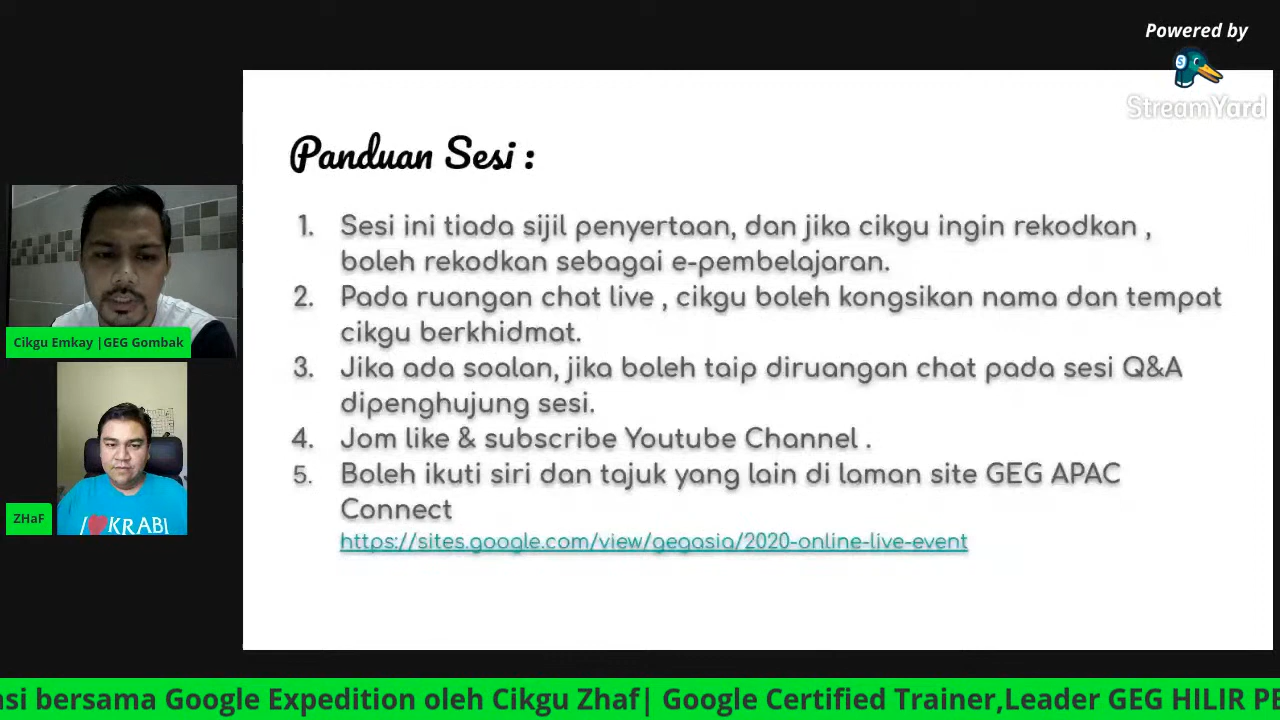 Powered by
StreamYard
Panduan Sesi :
1. Sesi ini tiada sijil penyertaan, dan jika cikgu ingin rekodkan ,
boleh rekodkan sebagai e-pembelajaran.
2. Pada ruangan chat live , cikgu boleh kongsikan nama dan tempat
cikgu berkhidmat.
3. Jika ada soalan, jika boleh taip diruangan chat pada sesi Q&A
dipenghujung sesi.
4. Jom like & subscribe Youtube Channel .
5. Boleh ikuti siri dan tajuk yang lain di laman site GEG APAC
Connect
https://sites.google.com/view/gegasia/2020-online-live-event
Cikgu Emkay |GEG Gombak
ZHaF
I KRABI
bersama Google Expedition oleh Cikgu Zhaf| Google Certified Trainer,Leader GEG HILIR